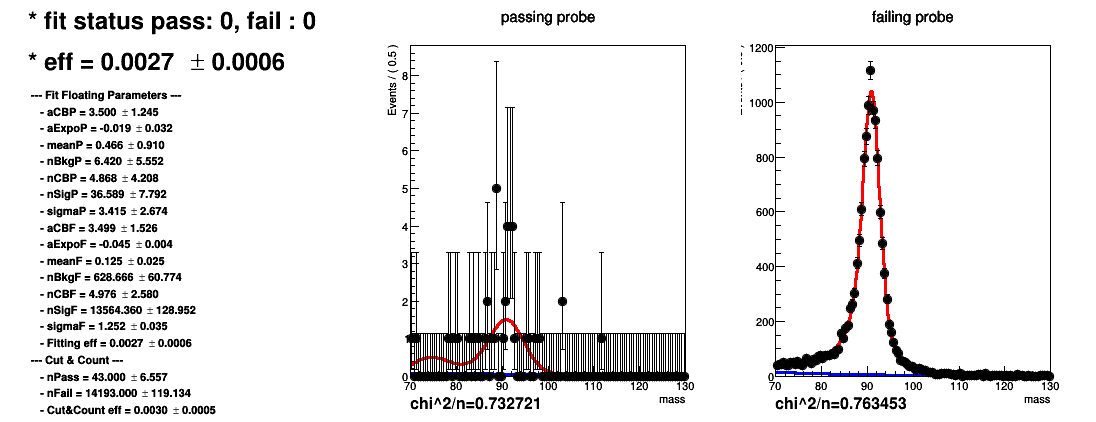 * fit status pass: 0, fail : 0
* eff = 0.0027 ± 0.0006
--- Fit Floating Parameters ---
- aCBP = 3.500 ± 1.245
- aExpoP = -0.019 ± 0.032
- meanP = 0.466 ± 0.910
- nBkgP = 6.420 ± 5.552
- nCBP = 4.868 ± 4.208
- nSigP = 36.589 ± 7.792
- sigmaP = 3.415 ± 2.674
- aCBF = 3.499 ± 1.526
- aExpoF = -0.045 ± 0.004
- meanF = 0.125 ± 0.025
- nBkgF = 628.666 ± 60.774
- nCBF = 4.976 ± 2.580
- nSigF = 13564.360 ± 128.952
- sigmaF = 1.252 ± 0.035
- Fitting eff = 0.0027 ± 0.0006
--- Cut & Count ---
- nPass = 43.000 ± 6.557
- nFail = 14193.000 ± 119.134
- Cut&Count eff = 0.0030 ± 0.0005
passing probe
Events / ( 0.5 )
8
7
6
5
4
3
2
1
0
70 80 90 100 110 120 130
mass
chi^2/n=0.732721
failing probe
1200
1000
800
600
400
200
0
70 80 90 100 110 120 130
mass
chi^2/n=0.763453